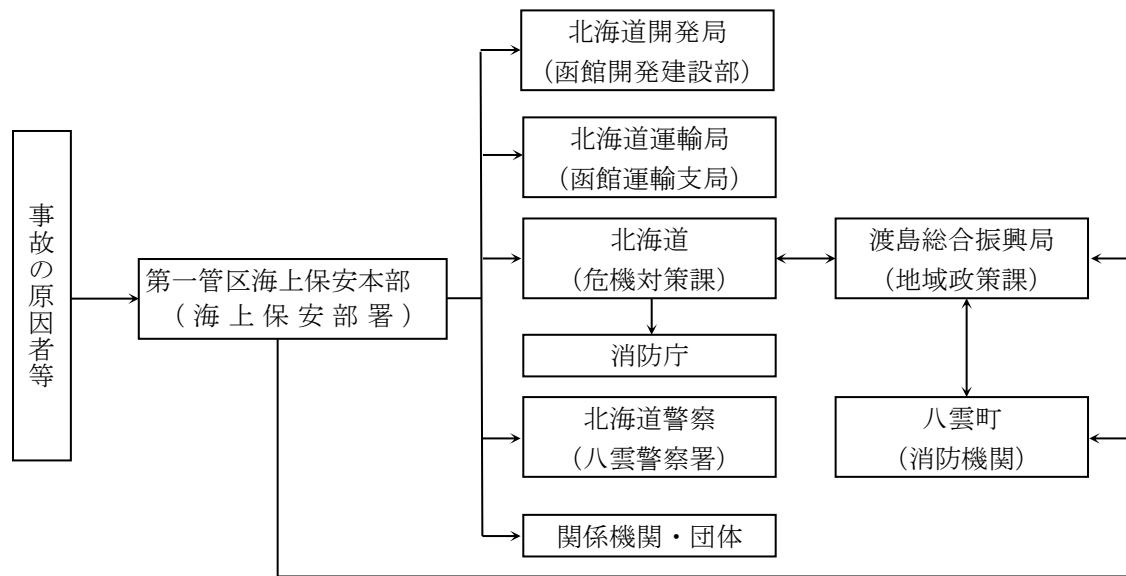 事故の原因者等
第一管区海上保安本部
（海上保安部署）
北海道開発局
（函館開発建設部）
北海道運輸局
（函館運輸支局）
北海道
（危機対策課）
渡島総合振興局
（地域政策課）
消防庁
北海道警察
（八雲警察署）
八雲町
（消防機関）
関係機関・団体